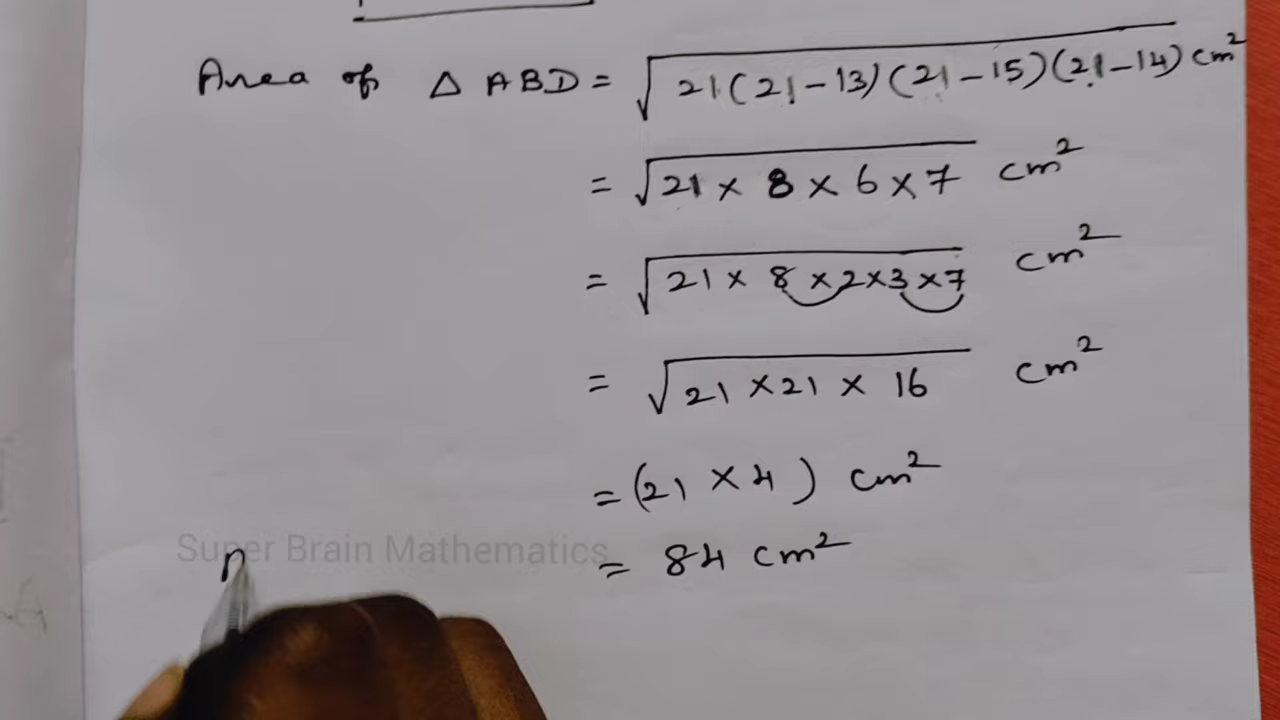 Area of △ ABD = √21(21-13)(21-15)(21-14) cm²
= √21 × 8 × 6 × 7 cm²
= √21 × 8 × 2 × 3 × 7 cm²
= √21 × 21 × 16 cm²
= (21 × 4) cm²
Super Brain Mathematics
= 84 cm²